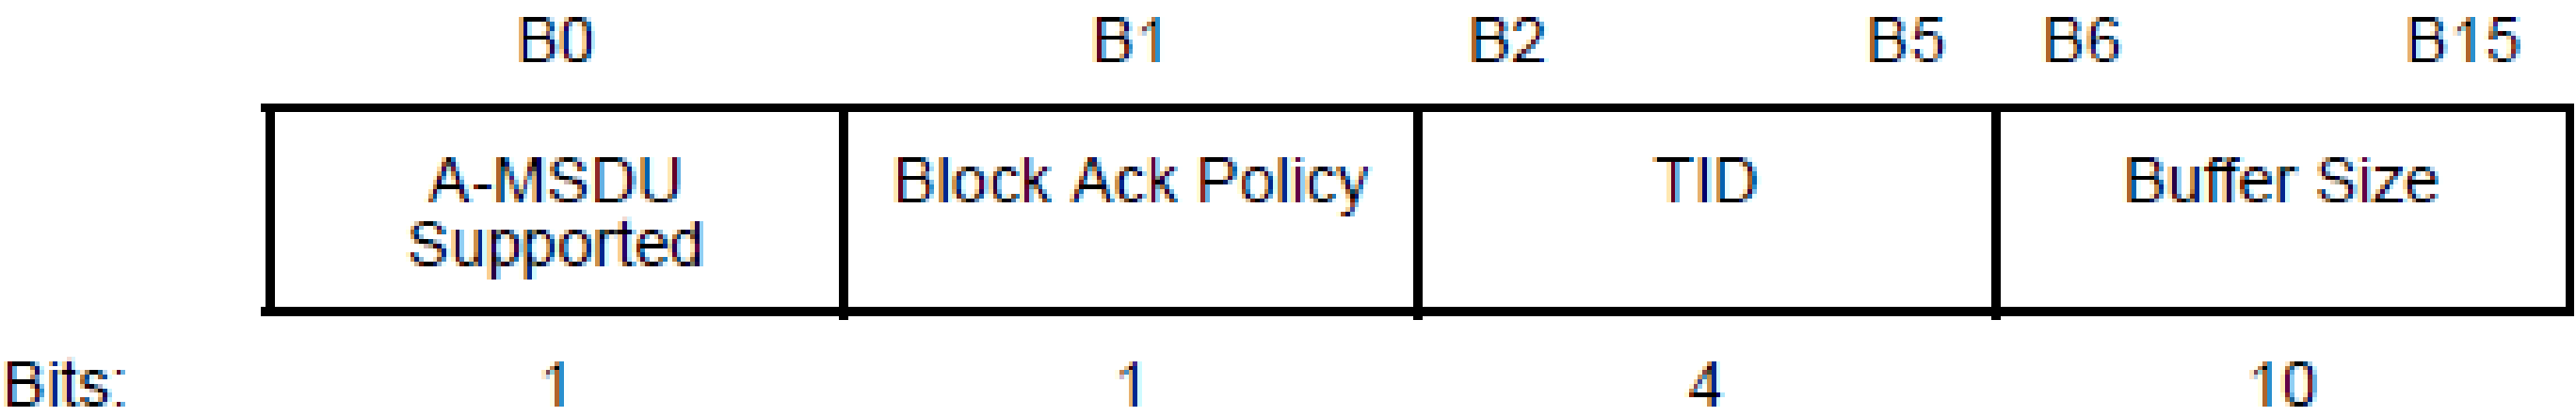 B0 B1 B2 B5 B6 B15
A-MSDU Block Ack Policy TID Buffer Size
Supported
Bits: 1 1 4 10